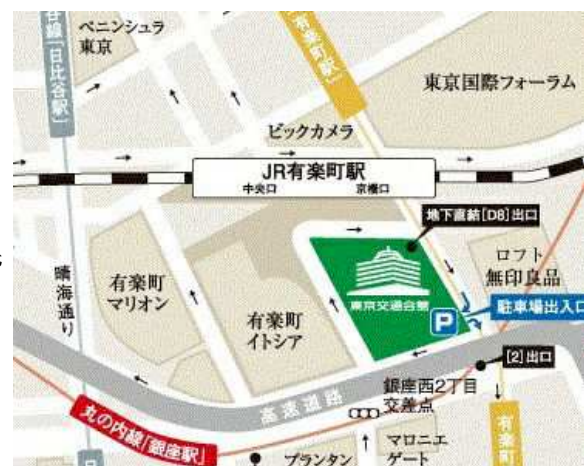 ペニンシュラ
東京
谷線「日比谷駅」
有楽町駅」
東京国際フォーラム
ビックカメラ
JR有楽町駅
中央口
京橋口
地下直結[D8]出口
ロフト
無印良品
晴海通り
有楽町
マリオン
有楽町
イトシア
東京交通会館
P
駐車場出入口
[2]出口
高速道路
銀座西2丁目
交差点
丸の内線「銀座駅」
有楽町
プランタン
マロニエ
ゲート